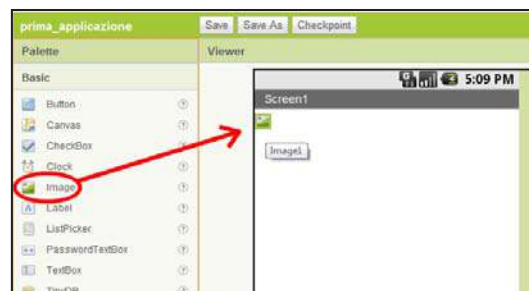 prima_applicazione
Save
Save As
Checkpoint
Palette
Viewer
Basic
5:09 PM
Screen1
Button
Canvas
CheckBox
Image1
Clock
Image
Label
ListPicker
PasswordTextBox
TextBox
TinyDB